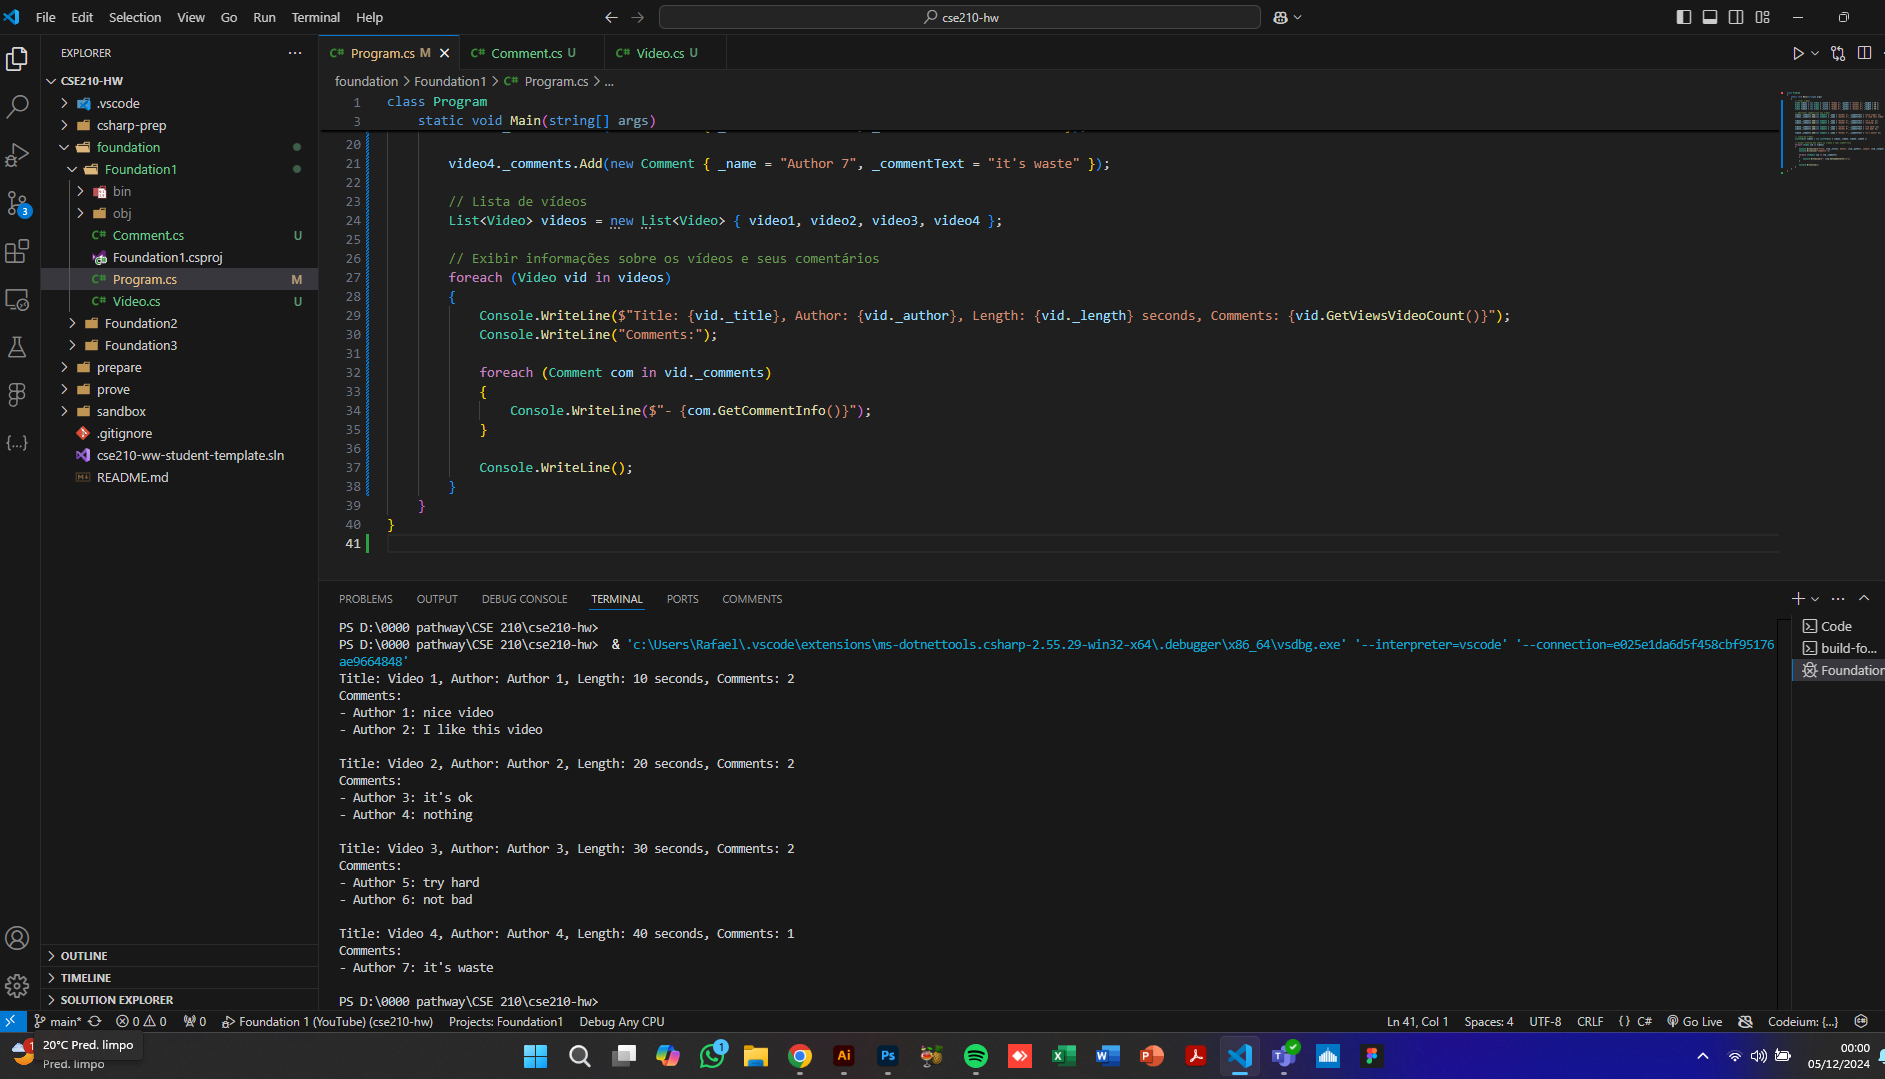 File Edit Selection View Go Run Terminal Help
cse210-hw
EXPLORER
CSE210-HW
.vscode
csharp-prep
foundation
Foundation1
bin
obj
C# Comment.cs U
Foundation1.csproj
C# Program.cs M
C# Video.cs U
Foundation2
Foundation3
prepare
prove
sandbox
.gitignore
cse210-ww-student-template.sln
README.md
OUTLINE
TIMELINE
SOLUTION EXPLORER
C# Program.cs M C# Comment.cs U C# Video.cs U
foundation > Foundation1 > C# Program.cs > ...
1 class Program
3 static void Main(string[] args)
20
21 video4._comments.Add(new Comment { _name = "Author 7", _commentText = "it's waste" });
22
23 // Lista de vídeos
24 List<Video> videos = new List<Video> { video1, video2, video3, video4 };
25
26 // Exibir informações sobre os vídeos e seus comentários
27 foreach (Video vid in videos)
28 {
29 Console.WriteLine($"Title: {vid._title}, Author: {vid._author}, Length: {vid._length} seconds, Comments: {vid.GetViewsVideoCount()}");
30 Console.WriteLine("Comments:");
31
32 foreach (Comment com in vid._comments)
33 {
34 Console.WriteLine($"- {com.GetCommentInfo()}");
35 }
36
37 Console.WriteLine();
38 }
39 }
40 }
41
PROBLEMS OUTPUT DEBUG CONSOLE TERMINAL PORTS COMMENTS
PS D:\0000 pathway\CSE 210\cse210-hw>
PS D:\0000 pathway\CSE 210\cse210-hw> & 'c:\Users\Rafael\.vscode\extensions\ms-dotnettools.csharp-2.55.29-win32-x64\.debugger\x86_64\vsdbg.exe' '--interpreter=vscode' '--connection=e025e1da6d5f458cbf95176
ae9664848'
Title: Video 1, Author: Author 1, Length: 10 seconds, Comments: 2
Comments:
- Author 1: nice video
- Author 2: I like this video
Title: Video 2, Author: Author 2, Length: 20 seconds, Comments: 2
Comments:
- Author 3: it's ok
- Author 4: nothing
Title: Video 3, Author: Author 3, Length: 30 seconds, Comments: 2
Comments:
- Author 5: try hard
- Author 6: not bad
Title: Video 4, Author: Author 4, Length: 40 seconds, Comments: 1
Comments:
- Author 7: it's waste
PS D:\0000 pathway\CSE 210\cse210-hw>
Code
build-fo...
Foundation
main* 0 0 0 Foundation 1 (YouTube) (cse210-hw) Projects: Foundation1 Debug Any CPU Ln 41, Col 1 Spaces: 4 UTF-8 CRLF {} C# Go Live Codeium: {...}
20°C Pred. limpo
Pred. limpo
00:00
05/12/2024